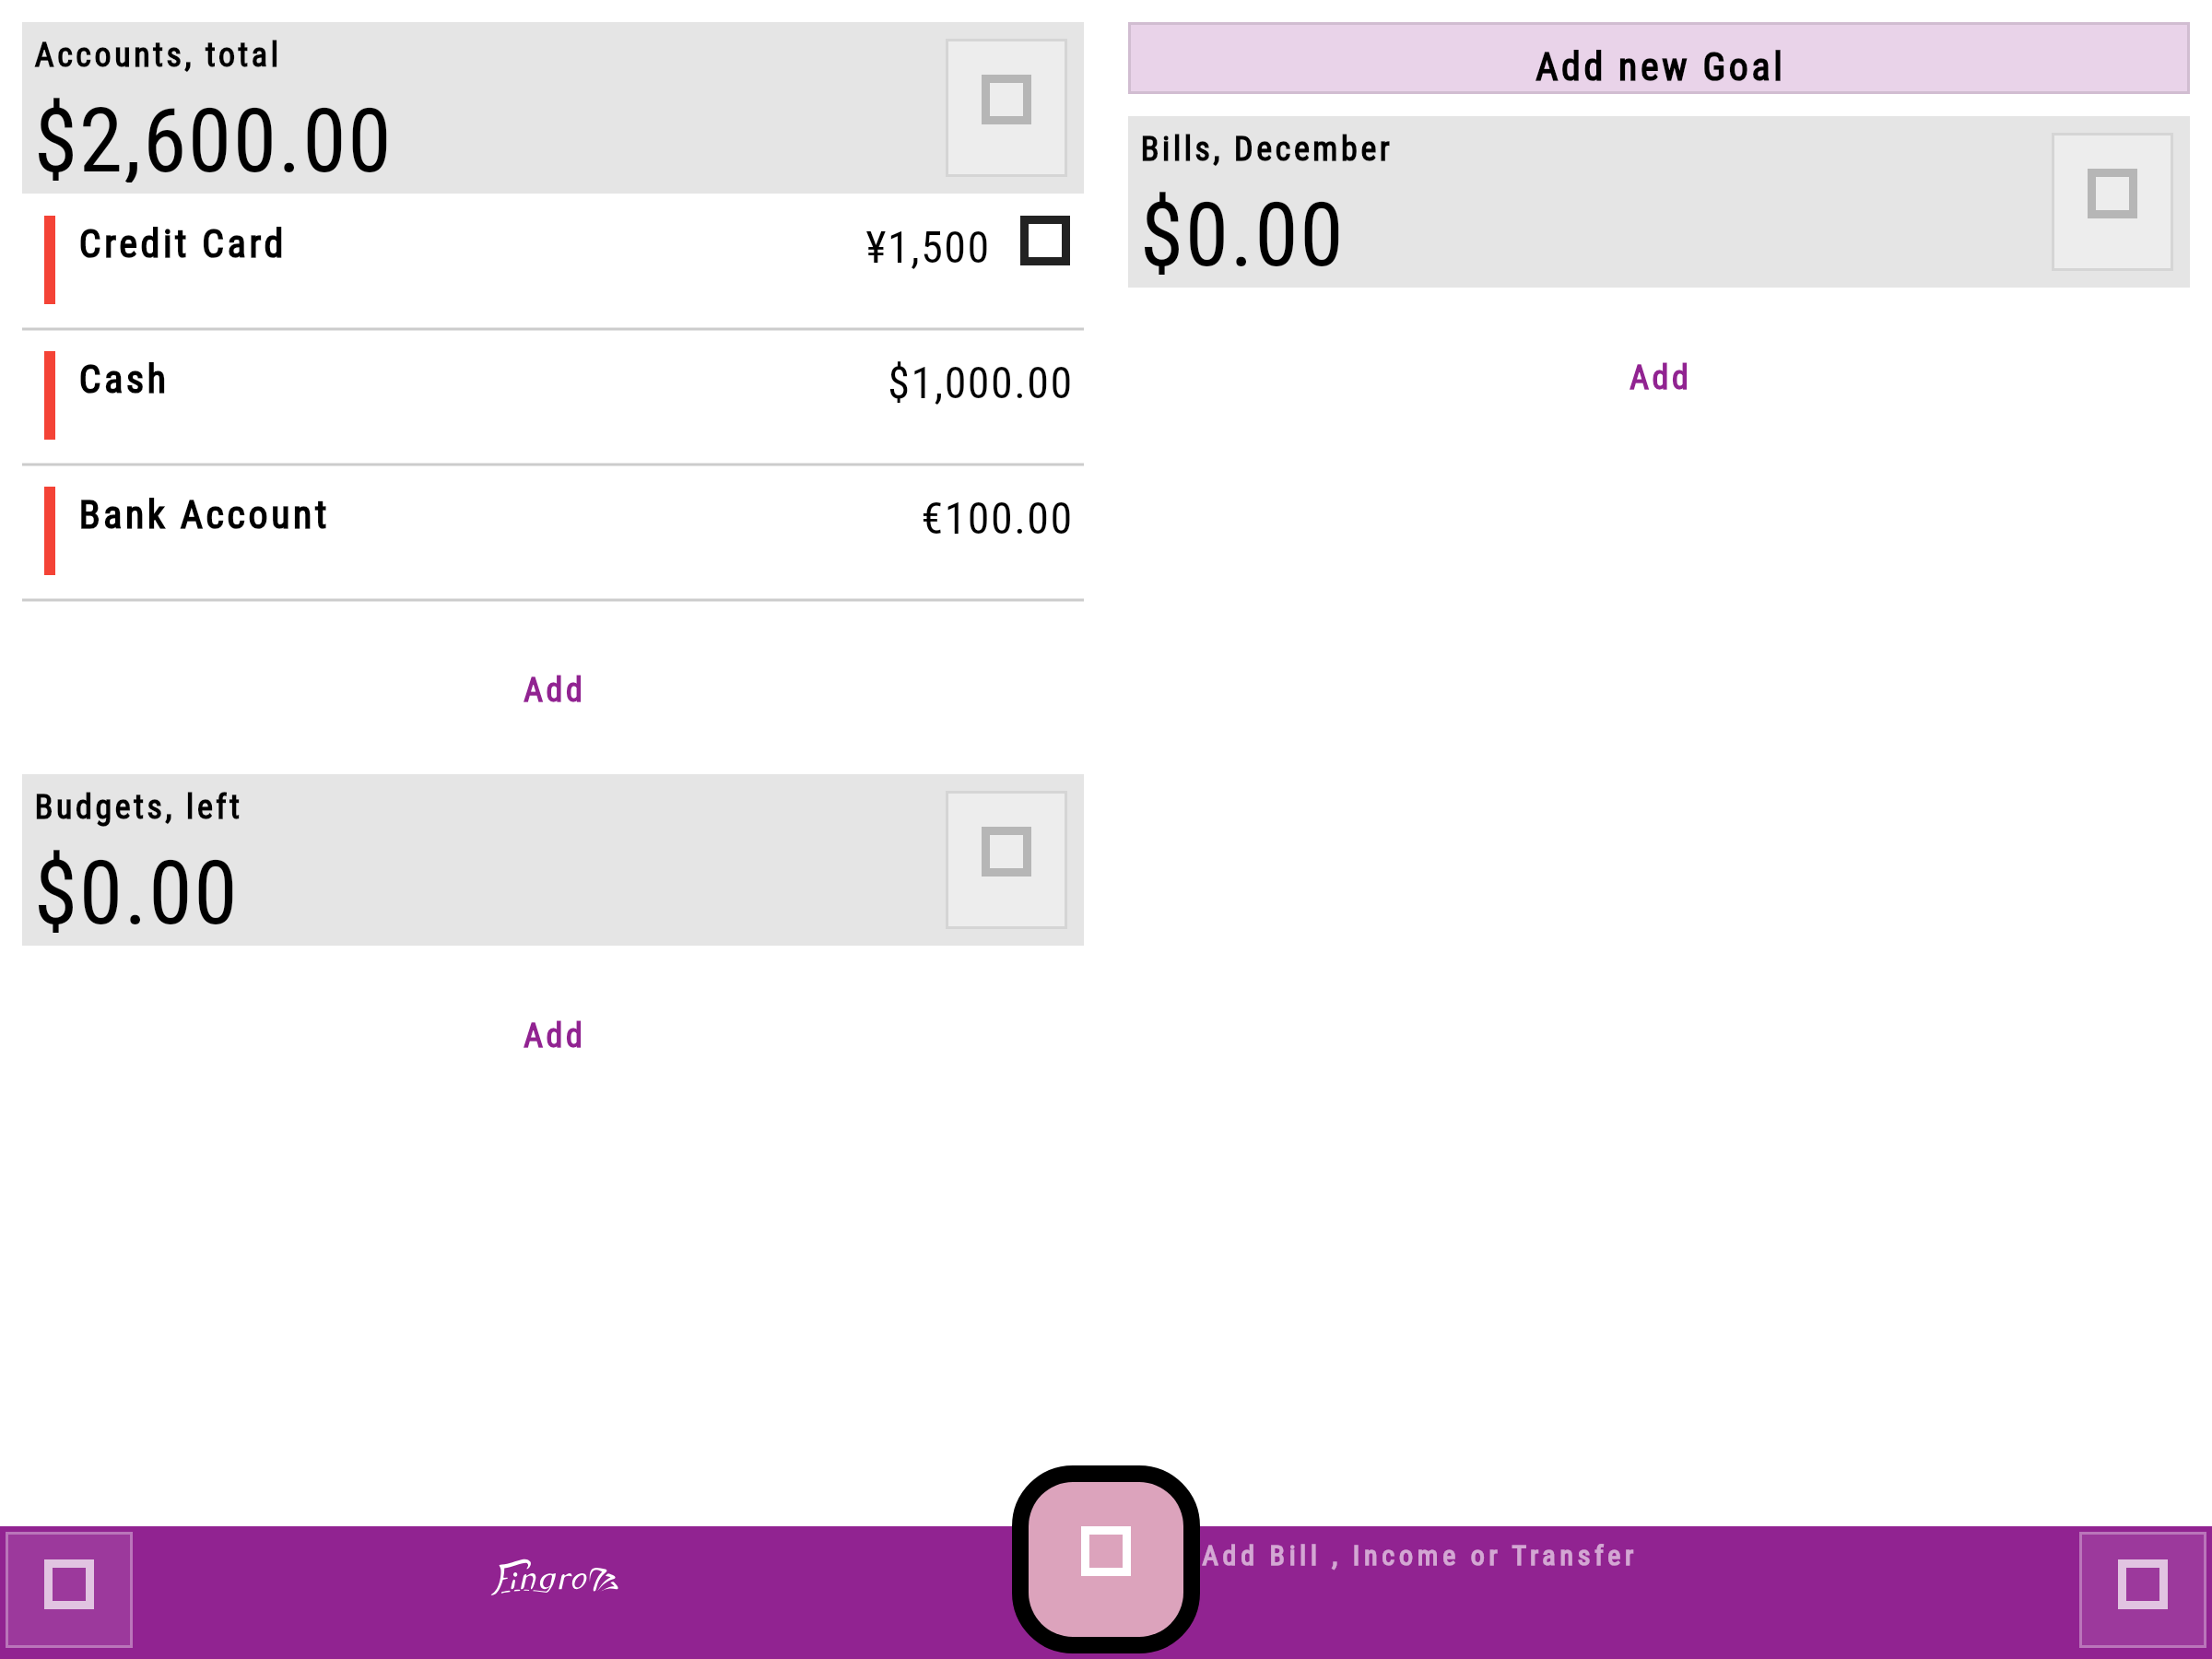 Accounts, total
$2,600.00
Credit Card
¥1,500
Cash
$1,000.00
Bank Account
€100.00
Add
Budgets, left
$0.00
Add
Add new Goal
Bills, December
$0.00
Add
Fingro
Add Bill , Income or Transfer